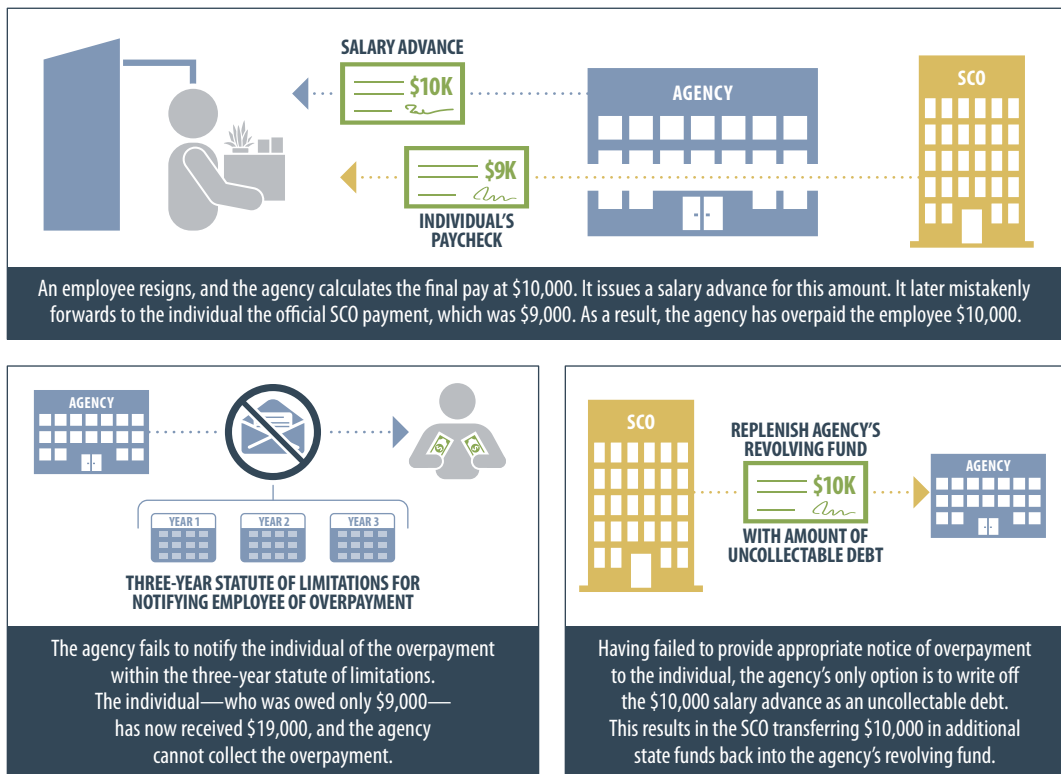 SALARY ADVANCE
$10K
AGENCY
SCO
$9K
INDIVIDUAL'S
PAYCHECK
An employee resigns, and the agency calculates the final pay at $10,000. It issues a salary advance for this amount. It later mistakenly
forwards to the individual the official SCO payment, which was $9,000. As a result, the agency has overpaid the employee $10,000.
AGENCY
YEAR 1
YEAR 2
YEAR 3
THREE-YEAR STATUTE OF LIMITATIONS FOR
NOTIFYING EMPLOYEE OF OVERPAYMENT
The agency fails to notify the individual of the overpayment
within the three-year statute of limitations.
The individual—who was owed only $9,000—
has now received $19,000, and the agency
cannot collect the overpayment.
SCO
REPLENISH AGENCY'S
REVOLVING FUND
$10K
AGENCY
WITH AMOUNT OF
UNCOLLECTABLE DEBT
Having failed to provide appropriate notice of overpayment
to the individual, the agency's only option is to write off
the $10,000 salary advance as an uncollectable debt.
This results in the SCO transferring $10,000 in additional
state funds back into the agency's revolving fund.